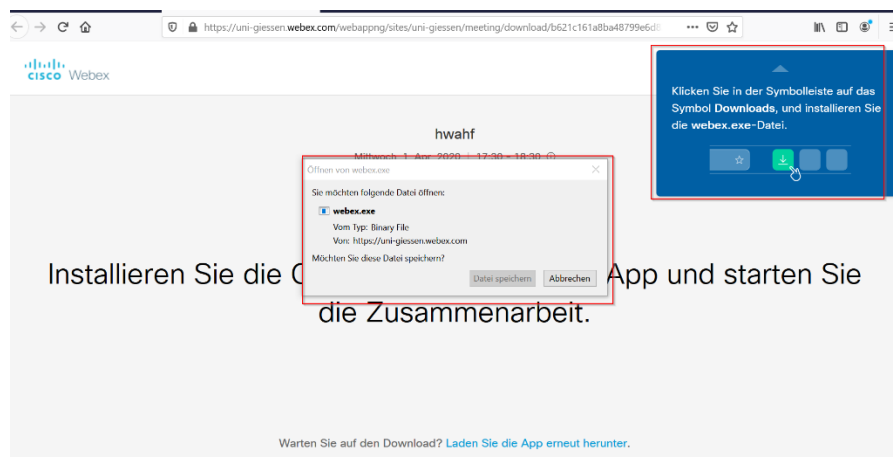 https://uni-giessen.webex.com/webappng/sites/uni-giessen/meeting/download/b621c161a8ba48799e6d8
CISCO Webex
Klicken Sie in der Symbolleiste auf das
Symbol Downloads, und installieren Sie
die webex.exe-Datei.
hwahf
Mittwoch, 1. Apr. 2020 | 17:30 - 18:30
Öffnen von webex.exe
Sie möchten folgende Datei öffnen:
webex.exe
Vom Typ: Binary File
Von: https://uni-giessen.webex.com
Möchten Sie diese Datei speichern?
Datei speichern Abbrechen
Installieren Sie die App und starten Sie
die Zusammenarbeit.
Warten Sie auf den Download? Laden Sie die App erneut herunter.